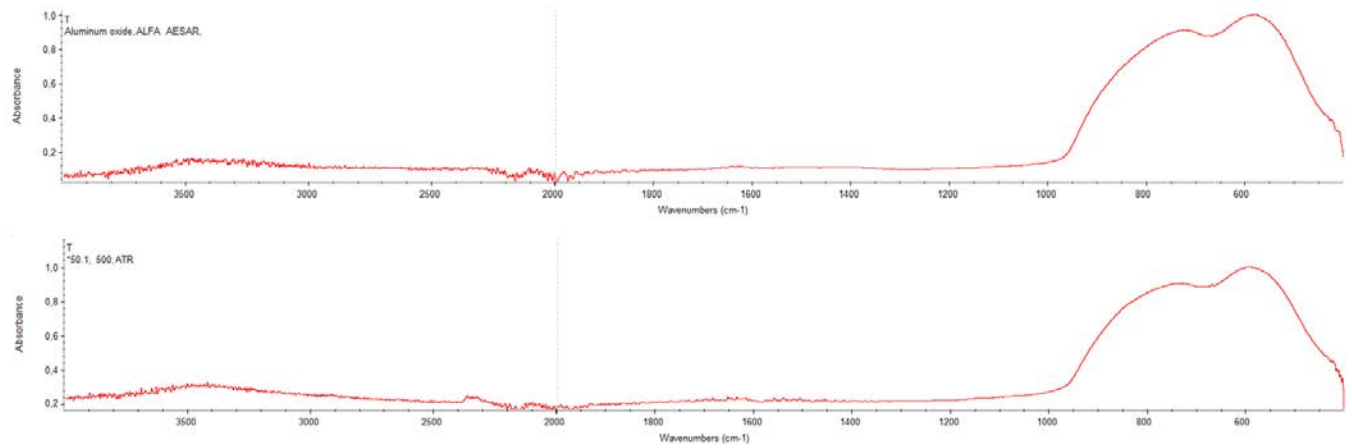 T
Aluminum oxide, ALFA AESAR,
Absorbance
1,0
0,8
0,6
0,4
0,2
3500 3000 2500 2000 1800 1600 1400 1200 1000 800 600
Wavenumbers (cm-1)
T
*50.1, 500; ATR
Absorbance
1,0
0,8
0,6
0,4
0,2
3500 3000 2500 2000 1800 1600 1400 1200 1000 800 600
Wavenumbers (cm-1)